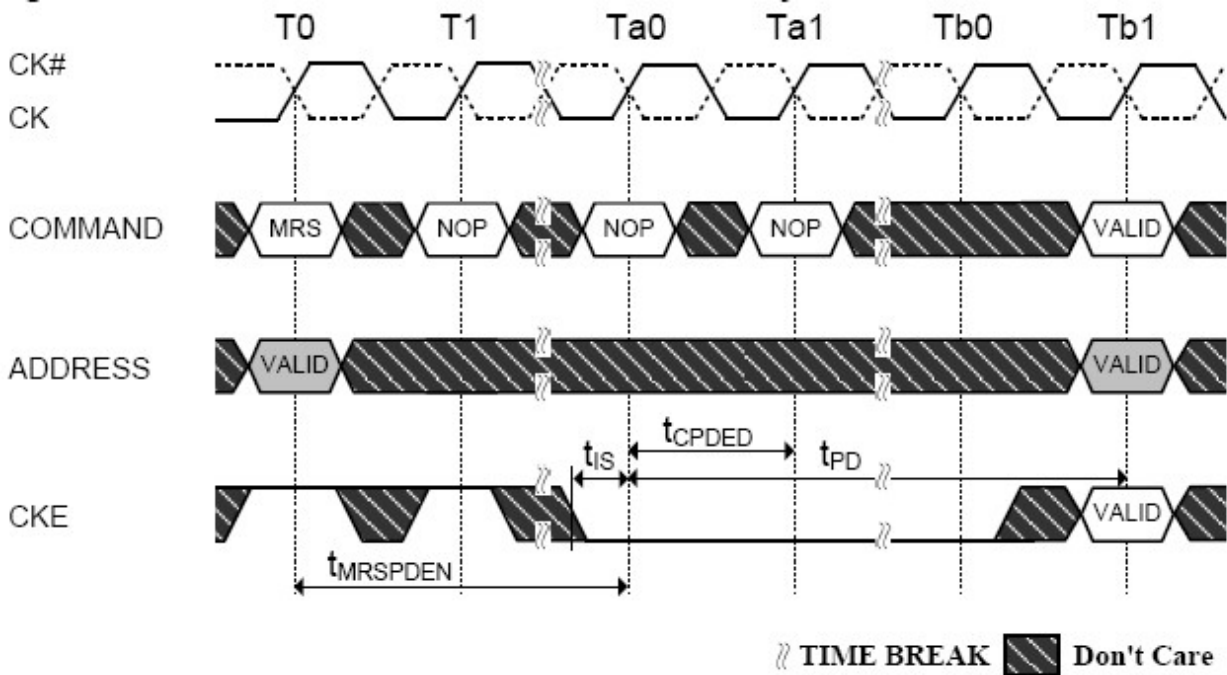 T0 T1 Ta0 Ta1 Tb0 Tb1
CK#
CK
COMMAND MRS NOP NOP NOP VALID
ADDRESS VALID VALID
tCPDED
tIS tPD
CKE VALID
tMRSPDEN
TIME BREAK Don't Care